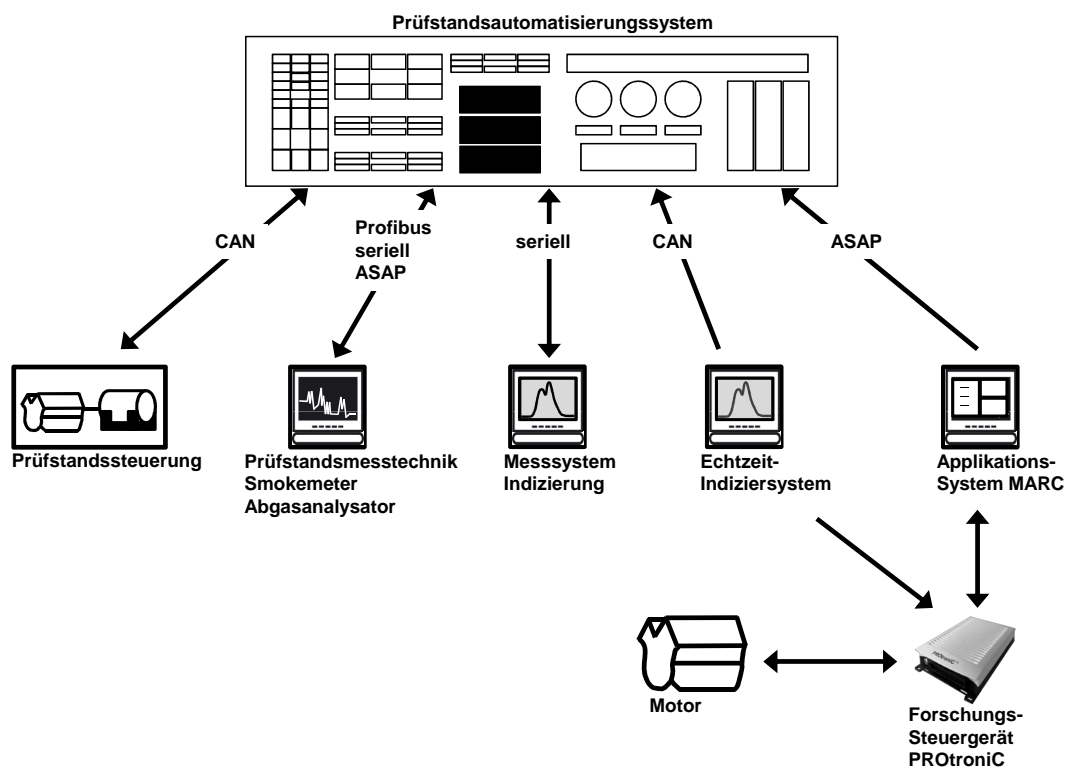 Prüfstandsautomatisierungssystem
CAN
Profibus
seriell
ASAP
seriell
CAN
ASAP
Prüfstandssteuerung
Prüfstandsmesstechnik
Smokemeter
Abgasanalysator
Messsystem
Indizierung
Echtzeit-
Indiziersystem
Applikations-
System MARC
Motor
PROtroniC
Forschungs-
Steuergerät
PROtroniC